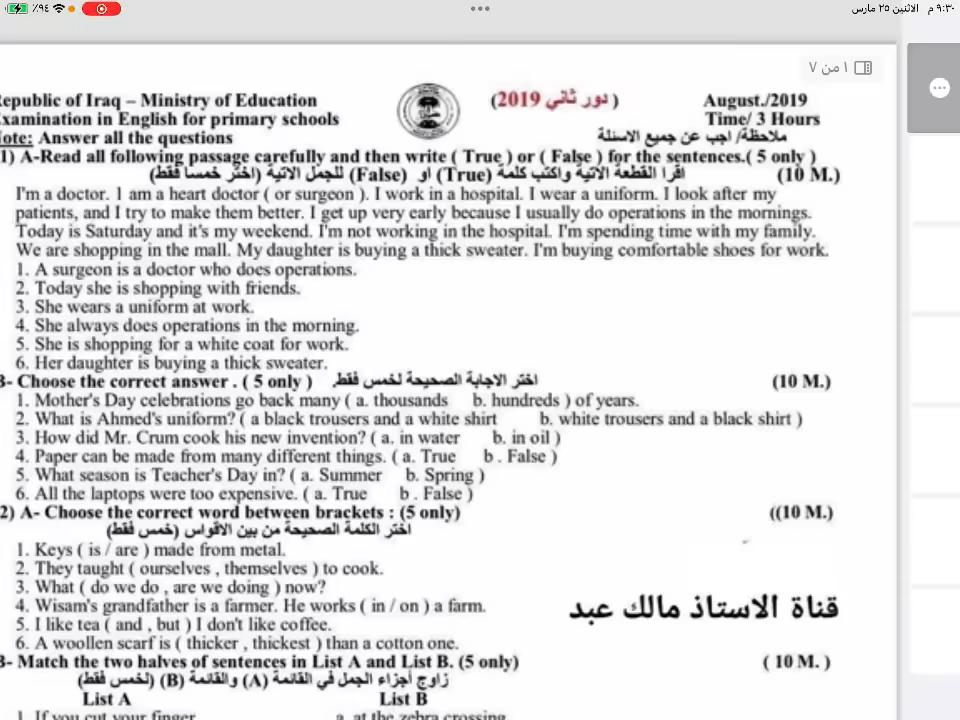 ٩:٣٠ م الاثنين ٢٥ مارس
٪٩٤
١ من ٧
Republic of Iraq – Ministry of Education
(دور ثاني 2019)
August./2019
Examination in English for primary schools
Time/ 3 Hours
Note: Answer all the questions
ملاحظة/ اجب عن جميع الاسئلة
1) A-Read all following passage carefully and then write ( True ) or ( False ) for the sentences.( 5 only )
اقرا القطعة الاتية واكتب كلمة (True) او (False) للجمل الاتية (اختر خمسا فقط)
(10 M.)
I'm a doctor. I am a heart doctor ( or surgeon ). I work in a hospital. I wear a uniform. I look after my
patients, and I try to make them better. I get up very early because I usually do operations in the mornings.
Today is Saturday and it's my weekend. I'm not working in the hospital. I'm spending time with my family.
We are shopping in the mall. My daughter is buying a thick sweater. I'm buying comfortable shoes for work.
1. A surgeon is a doctor who does operations.
2. Today she is shopping with friends.
3. She wears a uniform at work.
4. She always does operations in the morning.
5. She is shopping for a white coat for work.
6. Her daughter is buying a thick sweater.
B- Choose the correct answer . ( 5 only ) اختر الاجابة الصحيحة لخمس فقط. (10 M.)
1. Mother's Day celebrations go back many ( a. thousands b. hundreds ) of years.
2. What is Ahmed's uniform? ( a black trousers and a white shirt b. white trousers and a black shirt )
3. How did Mr. Crum cook his new invention? ( a. in water b. in oil )
4. Paper can be made from many different things. ( a. True b . False )
5. What season is Teacher's Day in? ( a. Summer b. Spring )
6. All the laptops were too expensive. ( a. True b . False )
2) A- Choose the correct word between brackets : (5 only) ((10 M.)
اختر الكلمة الصحيحة من بين الاقواس (خمس فقط)
1. Keys ( is / are ) made from metal.
2. They taught ( ourselves , themselves ) to cook.
3. What ( do we do , are we doing ) now?
4. Wisam's grandfather is a farmer. He works ( in / on ) a farm.
قناة الاستاذ مالك عبد
5. I like tea ( and , but ) I don't like coffee.
6. A woollen scarf is ( thicker , thickest ) than a cotton one.
B- Match the two halves of sentences in List A and List B. (5 only) ( 10 M. )
زاوج أجزاء الجمل في القائمة (A) والقائمة (B) (لخمس فقط)
List A List B
1. If you cut your finger a. at the zebra crossing